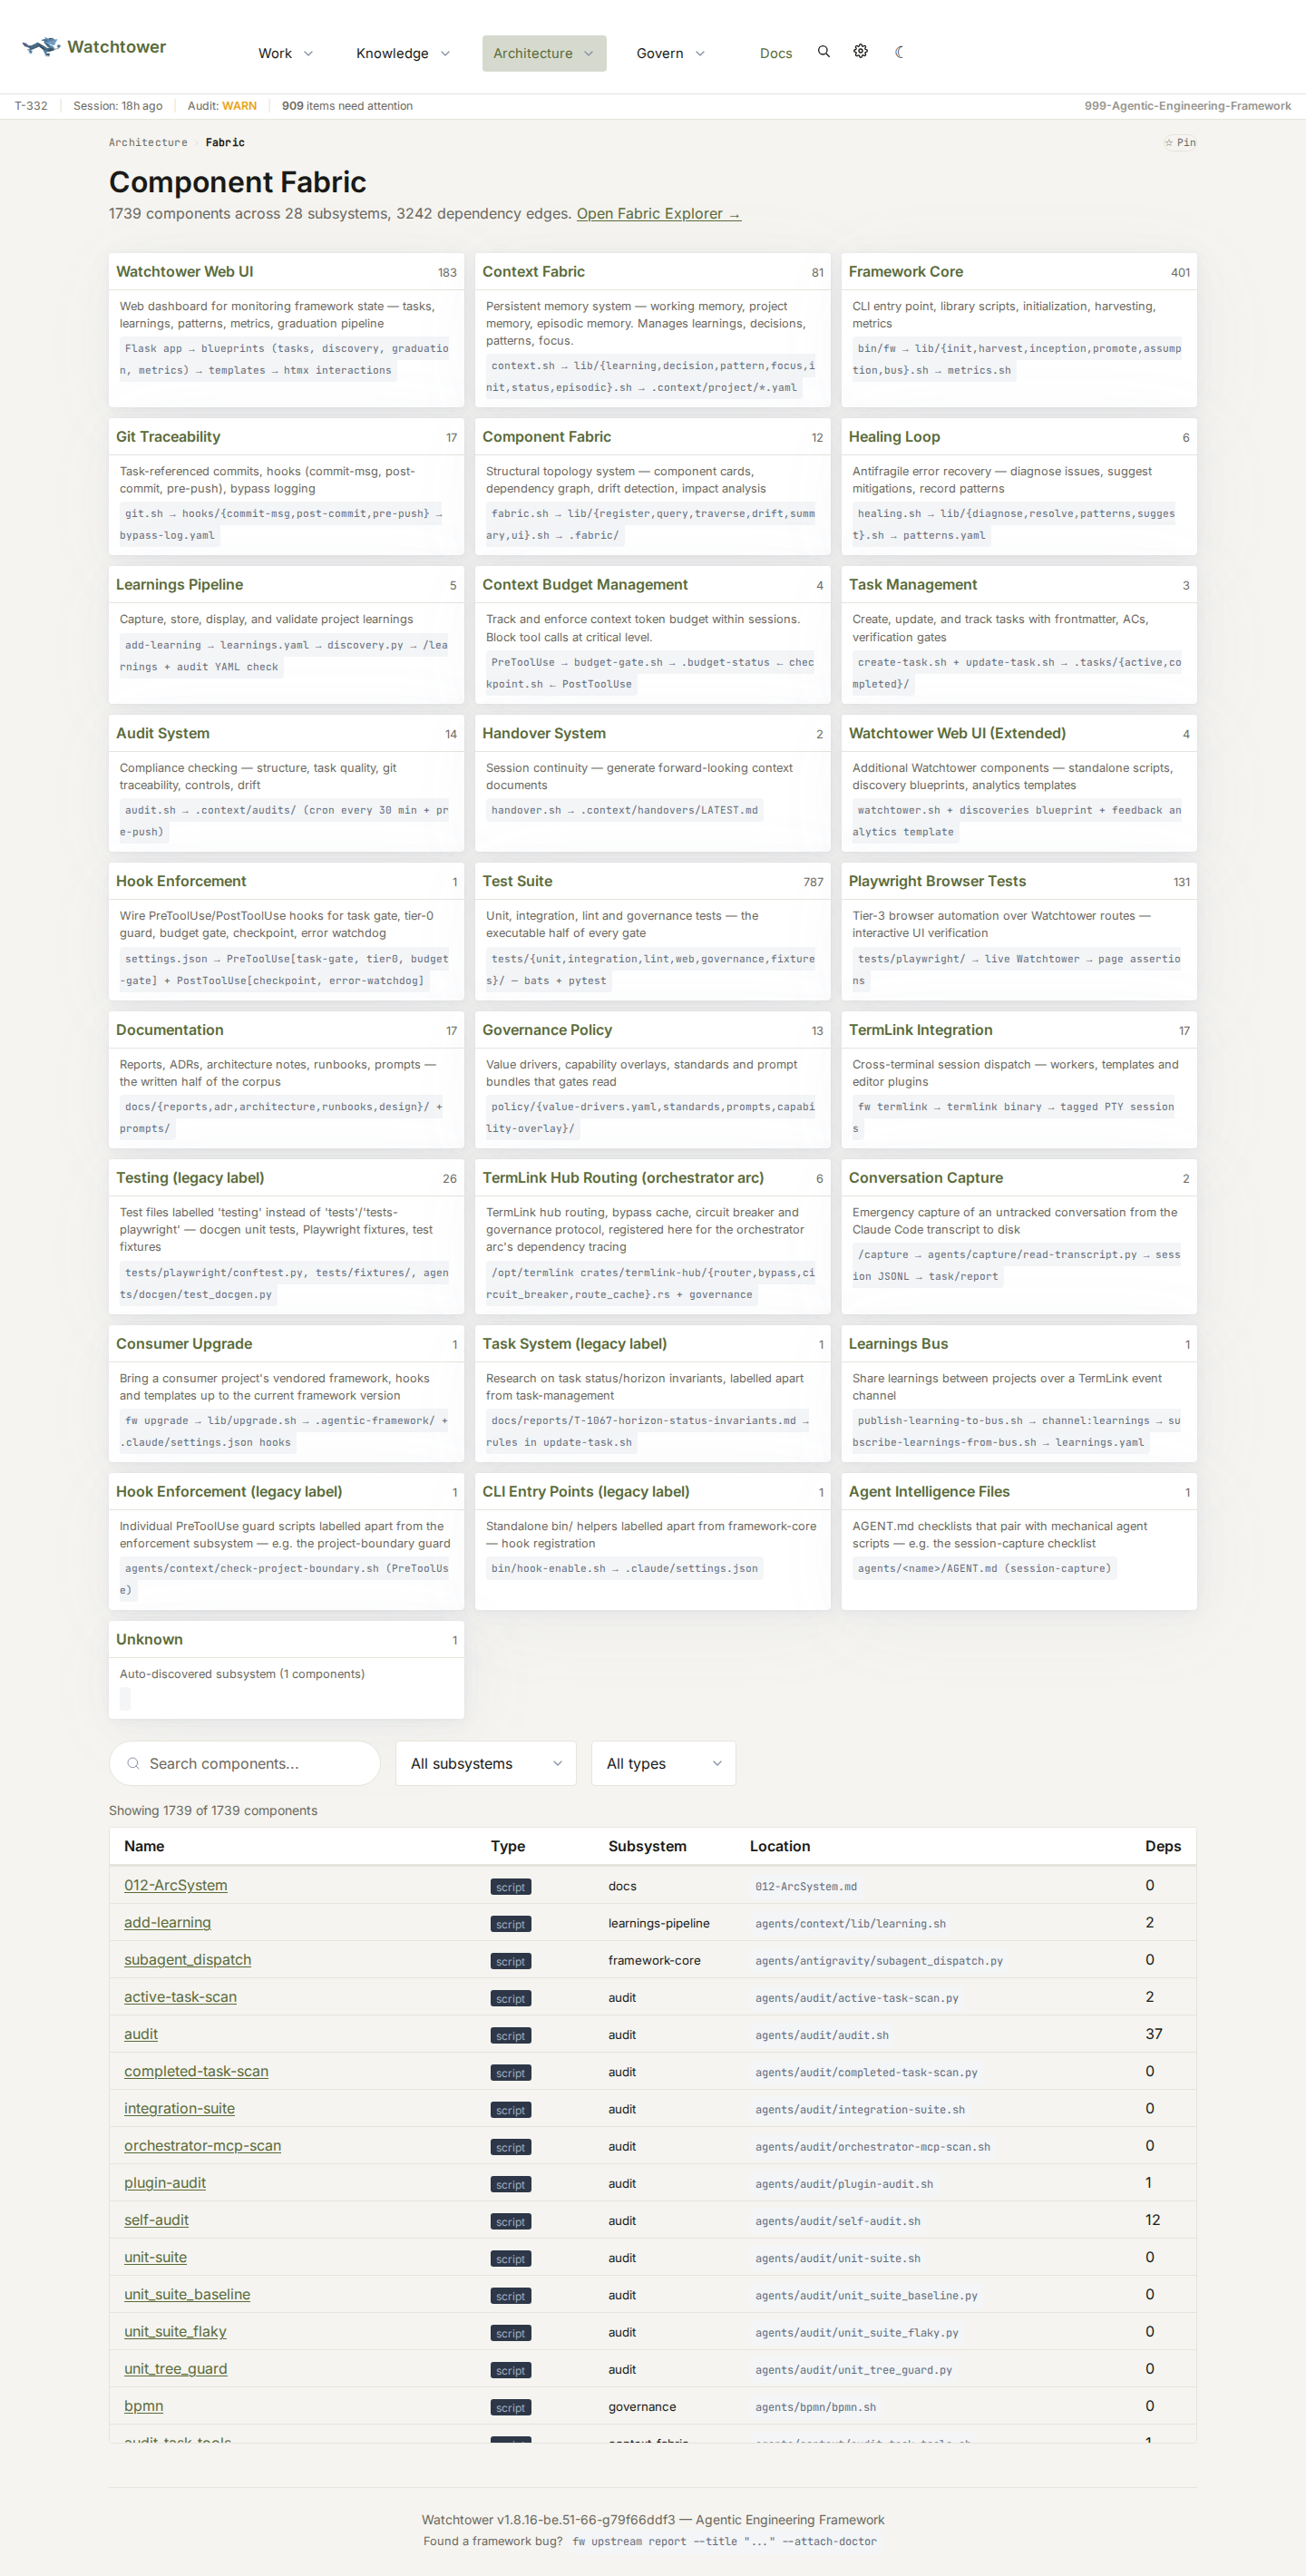 Watchtower
Work
Knowledge
Architecture
Govern
Docs
T-332
Session: 18h ago
Audit: WARN
909 items need attention
999-Agentic-Engineering-Framework
Architecture / Fabric
☆ Pin
Component Fabric
1739 components across 28 subsystems, 3242 dependency edges. Open Fabric Explorer →
Watchtower Web UI 183
Web dashboard for monitoring framework state — tasks,
learnings, patterns, metrics, graduation pipeline
Flask app → blueprints (tasks, discovery, graduatio
n, metrics) → templates → htmx interactions
Context Fabric 81
Persistent memory system — working memory, project
memory, episodic memory. Manages learnings, decisions,
patterns, focus.
context.sh → lib/{learning,decision,pattern,focus,i
nit,status,episodic}.sh → .context/project/*.yaml
Framework Core 401
CLI entry point, library scripts, initialization, harvesting,
metrics
bin/fw → lib/{init,harvest,inception,promote,assump
tion,bus}.sh → metrics.sh
Git Traceability 17
Task-referenced commits, hooks (commit-msg, post-
commit, pre-push), bypass logging
git.sh → hooks/{commit-msg,post-commit,pre-push} →
bypass-log.yaml
Component Fabric 12
Structural topology system — component cards,
dependency graph, drift detection, impact analysis
fabric.sh → lib/{register,query,traverse,drift,summ
ary,ui}.sh → .fabric/
Healing Loop 6
Antifragile error recovery — diagnose issues, suggest
mitigations, record patterns
healing.sh → lib/{diagnose,resolve,patterns,sugges
t}.sh → patterns.yaml
Learnings Pipeline 5
Capture, store, display, and validate project learnings
add-learning → learnings.yaml → discovery.py → /lea
rnings + audit YAML check
Context Budget Management 4
Track and enforce context token budget within sessions.
Block tool calls at critical level.
PreToolUse → budget-gate.sh → .budget-status ← chec
kpoint.sh ← PostToolUse
Task Management 3
Create, update, and track tasks with frontmatter, ACs,
verification gates
create-task.sh + update-task.sh → .tasks/{active,co
mpleted}/
Audit System 14
Compliance checking — structure, task quality, git
traceability, controls, drift
audit.sh → .context/audits/ (cron every 30 min + pr
e-push)
Handover System 2
Session continuity — generate forward-looking context
documents
handover.sh → .context/handovers/LATEST.md
Watchtower Web UI (Extended) 4
Additional Watchtower components — standalone scripts,
discovery blueprints, analytics templates
watchtower.sh + discoveries blueprint + feedback an
alytics template
Hook Enforcement 1
Wire PreToolUse/PostToolUse hooks for task gate, tier-0
guard, budget gate, checkpoint, error watchdog
settings.json → PreToolUse[task-gate, tier0, budget
-gate] + PostToolUse[checkpoint, error-watchdog]
Test Suite 787
Unit, integration, lint and governance tests — the
executable half of every gate
tests/{unit,integration,lint,web,governance,fixture
s}/ — bats + pytest
Playwright Browser Tests 131
Tier-3 browser automation over Watchtower routes —
interactive UI verification
tests/playwright/ → live Watchtower → page assertio
ns
Documentation 17
Reports, ADRs, architecture notes, runbooks, prompts —
the written half of the corpus
docs/{reports,adr,architecture,runbooks,design}/ +
prompts/
Governance Policy 13
Value drivers, capability overlays, standards and prompt
bundles that gates read
policy/{value-drivers.yaml,standards,prompts,capabi
lity-overlay}/
TermLink Integration 17
Cross-terminal session dispatch — workers, templates and
editor plugins
fw termlink → termlink binary → tagged PTY session
s
Testing (legacy label) 26
Test files labelled 'testing' instead of 'tests'/'tests-
playwright' — docgen unit tests, Playwright fixtures, test
fixtures
tests/playwright/conftest.py, tests/fixtures/, agen
ts/docgen/test_docgen.py
TermLink Hub Routing (orchestrator arc) 6
TermLink hub routing, bypass cache, circuit breaker and
governance protocol, registered here for the orchestrator
arc's dependency tracing
/opt/termlink crates/termlink-hub/{router,bypass,ci
rcuit_breaker,route_cache}.rs + governance
Conversation Capture 2
Emergency capture of an untracked conversation from the
Claude Code transcript to disk
/capture → agents/capture/read-transcript.py → sess
ion JSONL → task/report
Consumer Upgrade 1
Bring a consumer project's vendored framework, hooks
and templates up to the current framework version
fw upgrade → lib/upgrade.sh → .agentic-framework/ +
.claude/settings.json hooks
Task System (legacy label) 1
Research on task status/horizon invariants, labelled apart
from task-management
docs/reports/T-1067-horizon-status-invariants.md →
rules in update-task.sh
Learnings Bus 1
Share learnings between projects over a TermLink event
channel
publish-learning-to-bus.sh → channel:learnings → su
bscribe-learnings-from-bus.sh → learnings.yaml
Hook Enforcement (legacy label) 1
Individual PreToolUse guard scripts labelled apart from the
enforcement subsystem — e.g. the project-boundary guard
agents/context/check-project-boundary.sh (PreToolUs
e)
CLI Entry Points (legacy label) 1
Standalone bin/ helpers labelled apart from framework-core
— hook registration
bin/hook-enable.sh → .claude/settings.json
Agent Intelligence Files 1
AGENT.md checklists that pair with mechanical agent
scripts — e.g. the session-capture checklist
agents/<name>/AGENT.md (session-capture)
Unknown 1
Auto-discovered subsystem (1 components)
Search components...
All subsystems
All types
Showing 1739 of 1739 components
Name Type Subsystem Location Deps
012-ArcSystem script docs 012-ArcSystem.md 0
add-learning script learnings-pipeline agents/context/lib/learning.sh 2
subagent_dispatch script framework-core agents/antigravity/subagent_dispatch.py 0
active-task-scan script audit agents/audit/active-task-scan.py 2
audit script audit agents/audit/audit.sh 37
completed-task-scan script audit agents/audit/completed-task-scan.py 0
integration-suite script audit agents/audit/integration-suite.sh 0
orchestrator-mcp-scan script audit agents/audit/orchestrator-mcp-scan.sh 0
plugin-audit script audit agents/audit/plugin-audit.sh 1
self-audit script audit agents/audit/self-audit.sh 12
unit-suite script audit agents/audit/unit-suite.sh 0
unit_suite_baseline script audit agents/audit/unit_suite_baseline.py 0
unit_suite_flaky script audit agents/audit/unit_suite_flaky.py 0
unit_tree_guard script audit agents/audit/unit_tree_guard.py 0
bpmn script governance agents/bpmn/bpmn.sh 0
Watchtower v1.8.16-be.51-66-g79f66ddf3 — Agentic Engineering Framework
Found a framework bug? fw upstream report --title "..." --attach-doctor